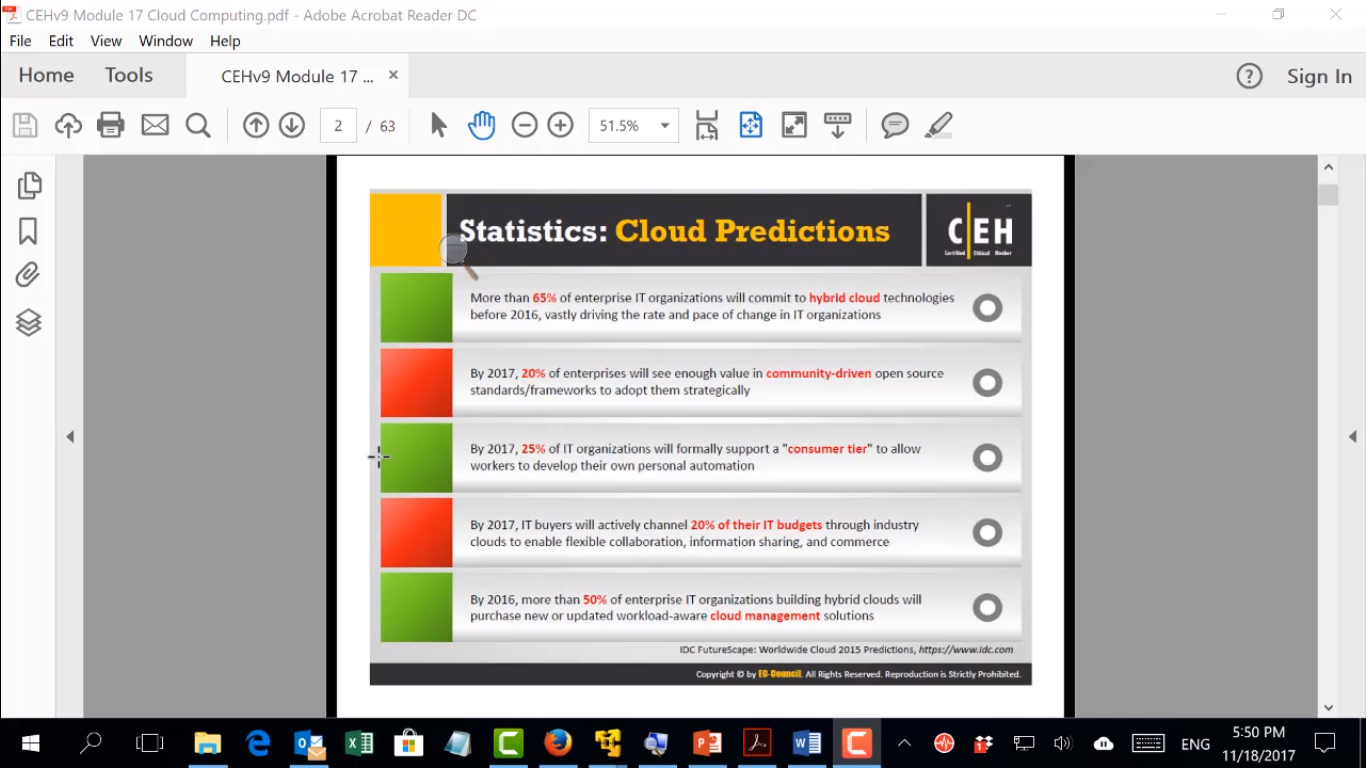 CEHv9 Module 17 Cloud Computing.pdf - Adobe Acrobat Reader DC
File Edit View Window Help
Home Tools CEHv9 Module 17 ... × Sign In
2 / 63 51.5%
Statistics: Cloud Predictions
CEH
Certified Ethical Hacker
More than 65% of enterprise IT organizations will commit to hybrid cloud technologies
before 2016, vastly driving the rate and pace of change in IT organizations
By 2017, 20% of enterprises will see enough value in community-driven open source
standards/frameworks to adopt them strategically
By 2017, 25% of IT organizations will formally support a "consumer tier" to allow
workers to develop their own personal automation
By 2017, IT buyers will actively channel 20% of their IT budgets through industry
clouds to enable flexible collaboration, information sharing, and commerce
By 2016, more than 50% of enterprise IT organizations building hybrid clouds will
purchase new or updated workload-aware cloud management solutions
IDC FutureScape: Worldwide Cloud 2015 Predictions, https://www.idc.com
Copyright © by EC-Council. All Rights Reserved. Reproduction is Strictly Prohibited.
ENG
5:50 PM
11/18/2017